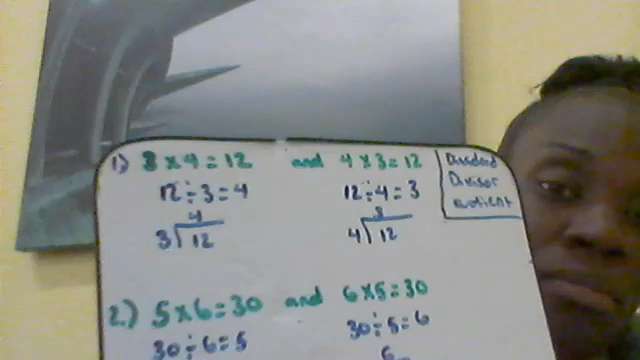 1) 3 x 4 = 12 and 4 x 3 = 12
12 ÷ 3 = 4 12 ÷ 4 = 3
4 3
3 12 4 12
Dividend
Divisor
quotient
2.) 5 x 6 = 30 and 6 x 5 = 30
30 ÷ 6 = 5 30 ÷ 5 = 6
6